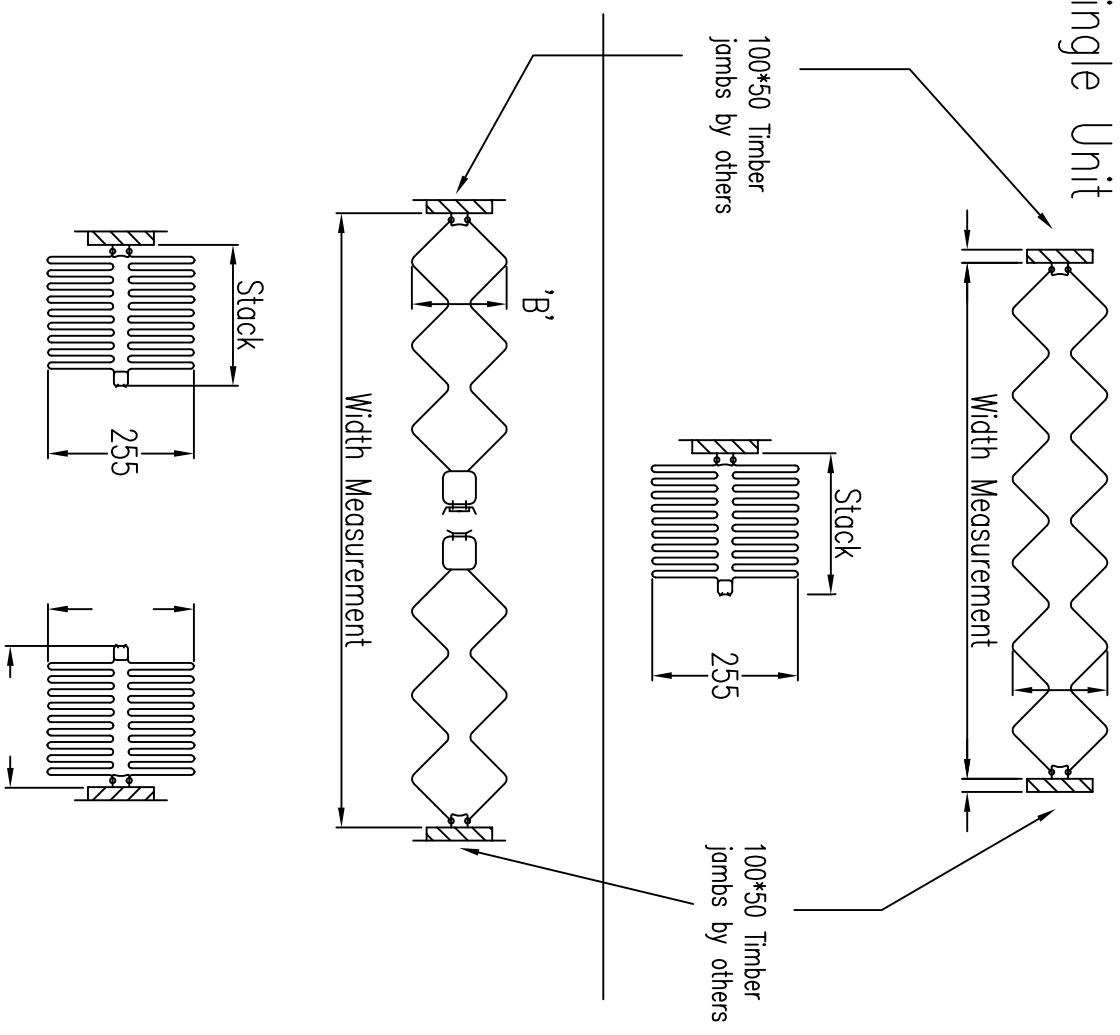 ingle Unit
Width Measurement
Stack
255
100*50 Timber
jambs by others
100*50 Timber
jambs by others
'B'
Width Measurement
Stack
255